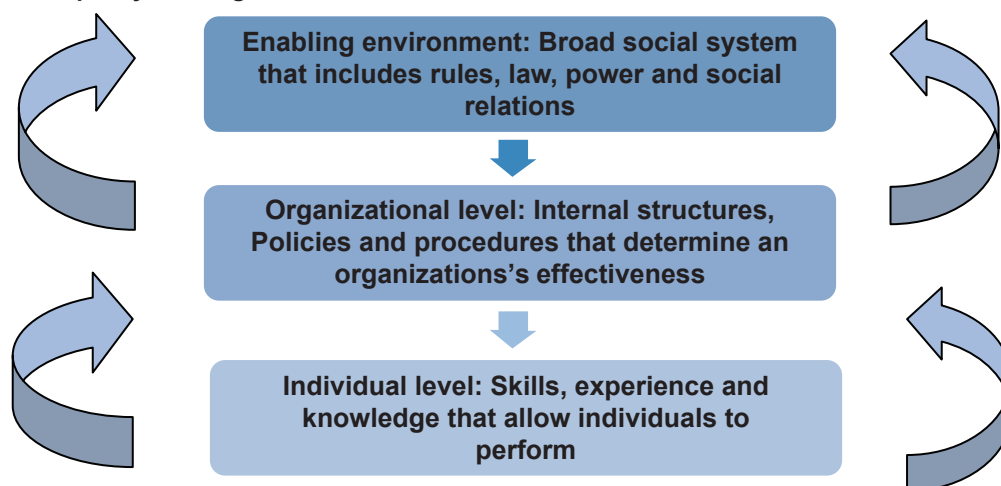 Enabling environment: Broad social system
that includes rules, law, power and social
relations
Organizational level: Internal structures,
Policies and procedures that determine an
organizations's effectiveness
Individual level: Skills, experience and
knowledge that allow individuals to
perform